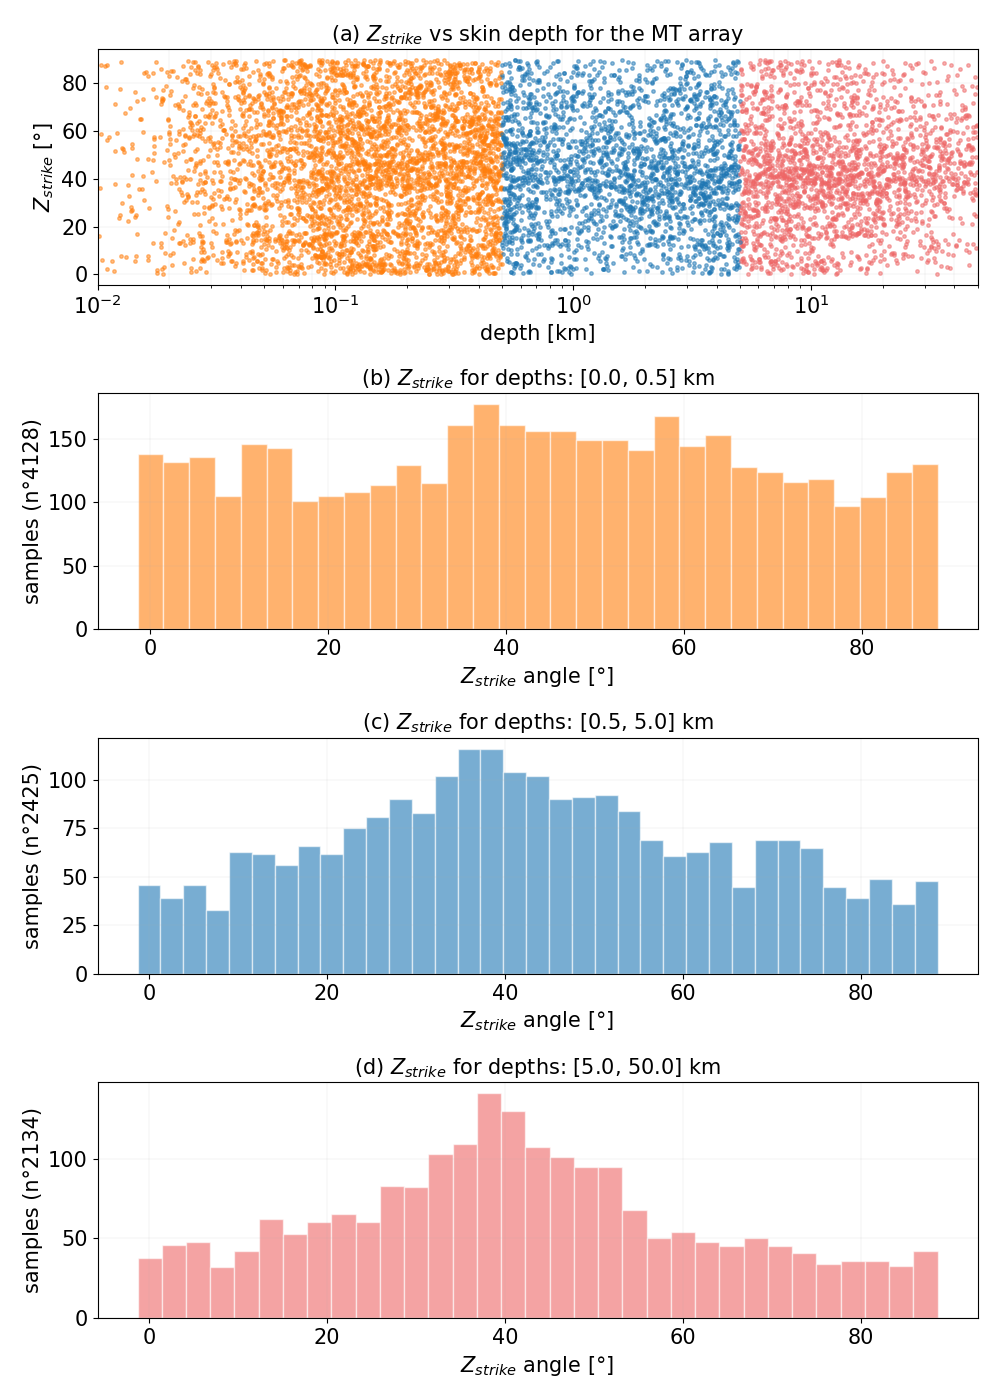 (a) Z_strike vs skin depth for the MT array
Z_strike [°]
80
60
40
20
0
10⁻² 10⁻¹ 10⁰ 10¹
depth [km]
(b) Z_strike for depths: [0.0, 0.5] km
samples (n°4128)
150
100
50
0
0 20 40 60 80
Z_strike angle [°]
(c) Z_strike for depths: [0.5, 5.0] km
samples (n°2425)
100
75
50
25
0
0 20 40 60 80
Z_strike angle [°]
(d) Z_strike for depths: [5.0, 50.0] km
samples (n°2134)
100
50
0
0 20 40 60 80
Z_strike angle [°]